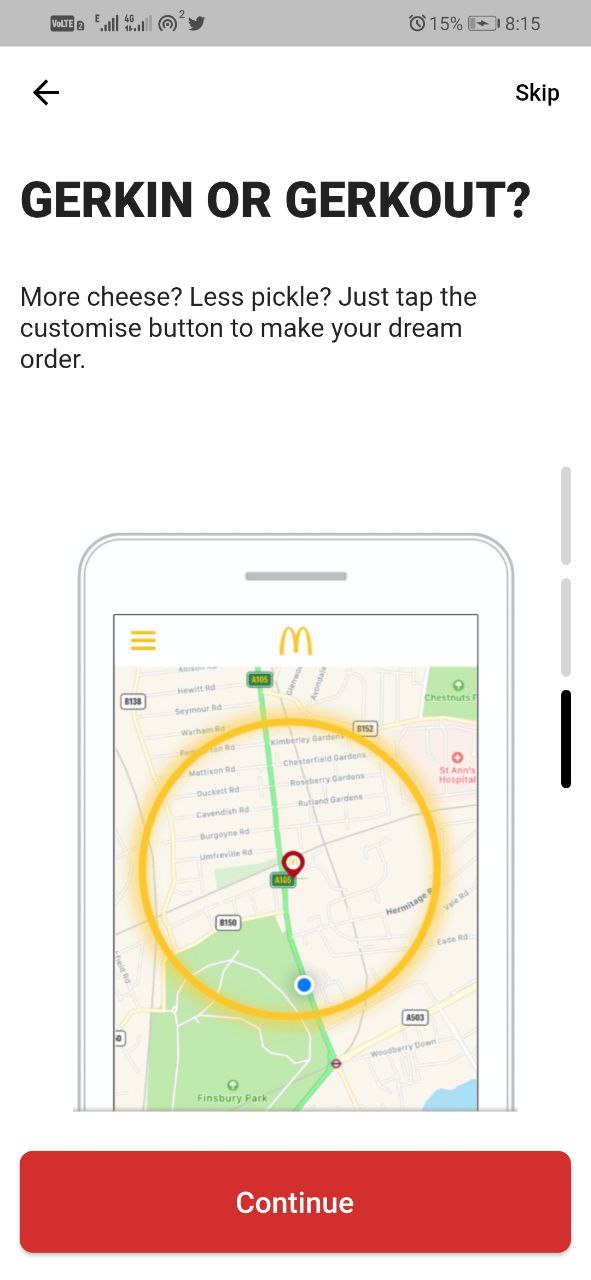 VoLTE 2 E 4G 2 15% 8:15
Skip
GERKIN OR GERKOUT?
More cheese? Less pickle? Just tap the
customise button to make your dream
order.
A105
Hewitt Rd
B138
Chestnuts
Seymour Rd
Warham Rd
B152
Kimberley Gardens
Chesterfield Gardens
St Ann's
Hospital
Mattison Rd
Roseberry Gardens
Duckett Rd
Rutland Gardens
Cavendish Rd
Burgoyne Rd
Umfreville Rd
A105
Hermitage
Vale Rd
B150
Eade Rd
A503
Woodberry Down
Finsbury Park
Continue